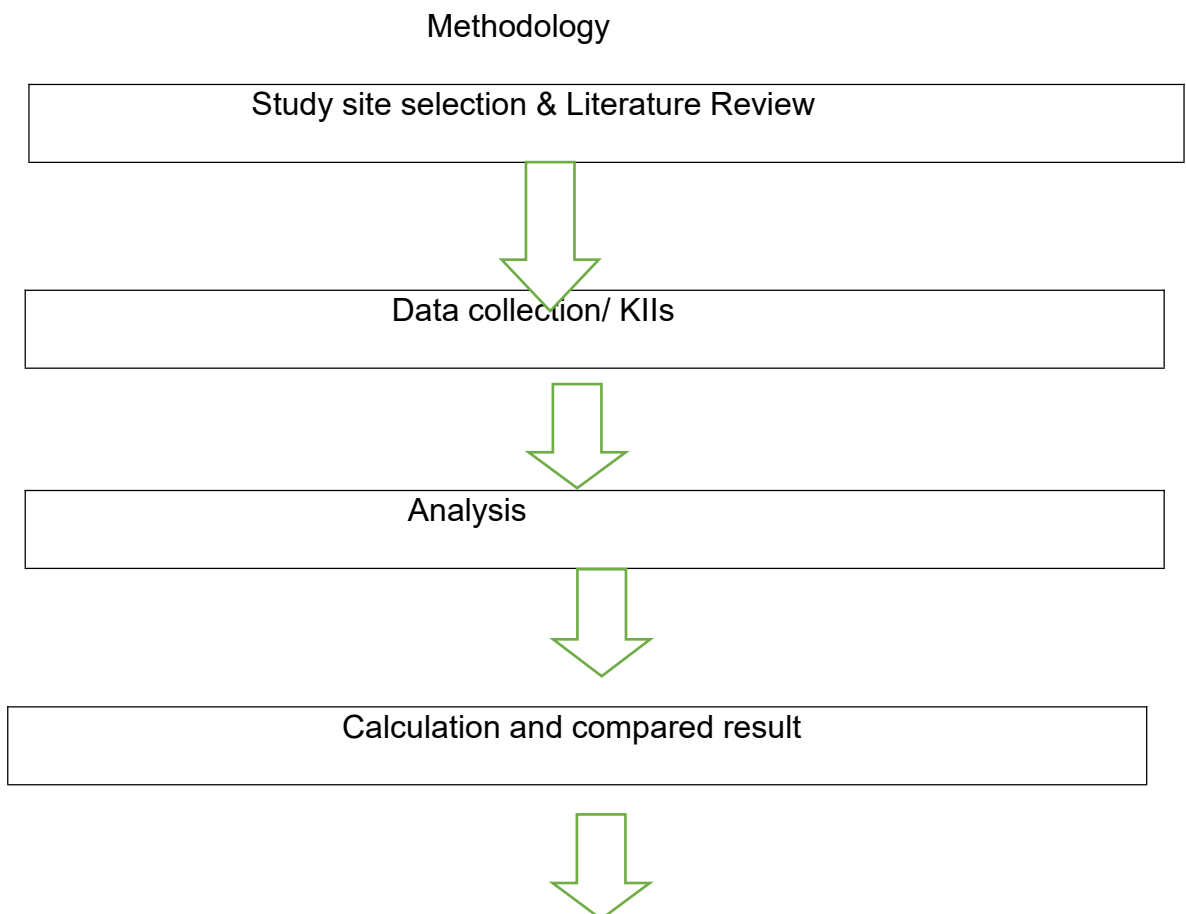 Methodology
Study site selection & Literature Review
Data collection/ KIIs
Analysis
Calculation and compared result